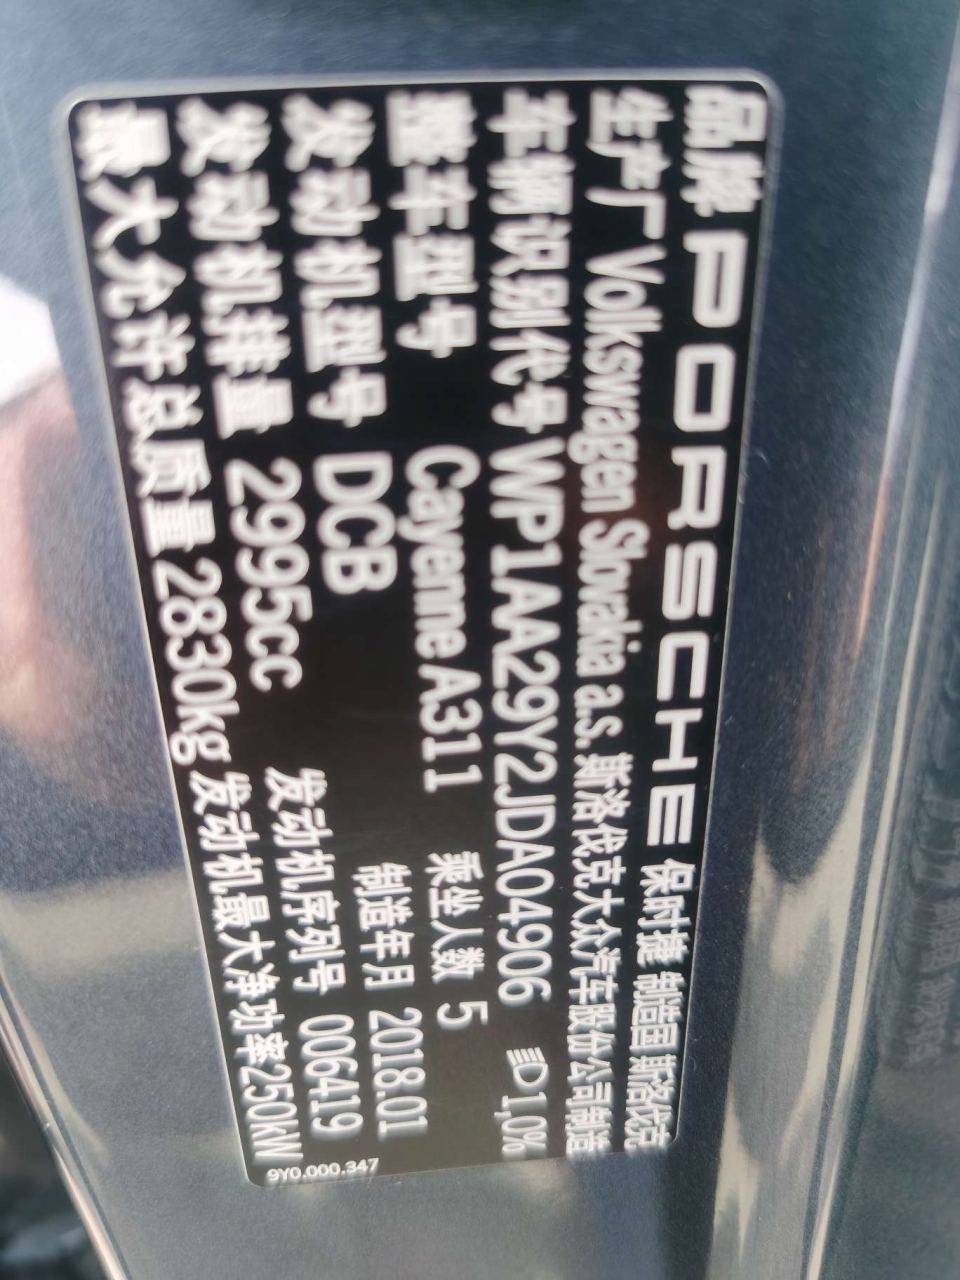 品牌 PORSCHE 保时捷 制造国 斯洛伐克
生产厂 Volkswagen Slovakia a.s. 斯洛伐克大众汽车股份公司制造
车辆识别代号 WP1AA29Y2JDA04906 1,0%
整车型号 Cayenne A311 乘坐人数 5
发动机型号 DCB 制造年月 2018.01
发动机排量 2995cc 发动机序列号 006419
最大允许总质量 2830kg 发动机最大净功率250kW
9Y0.000.347